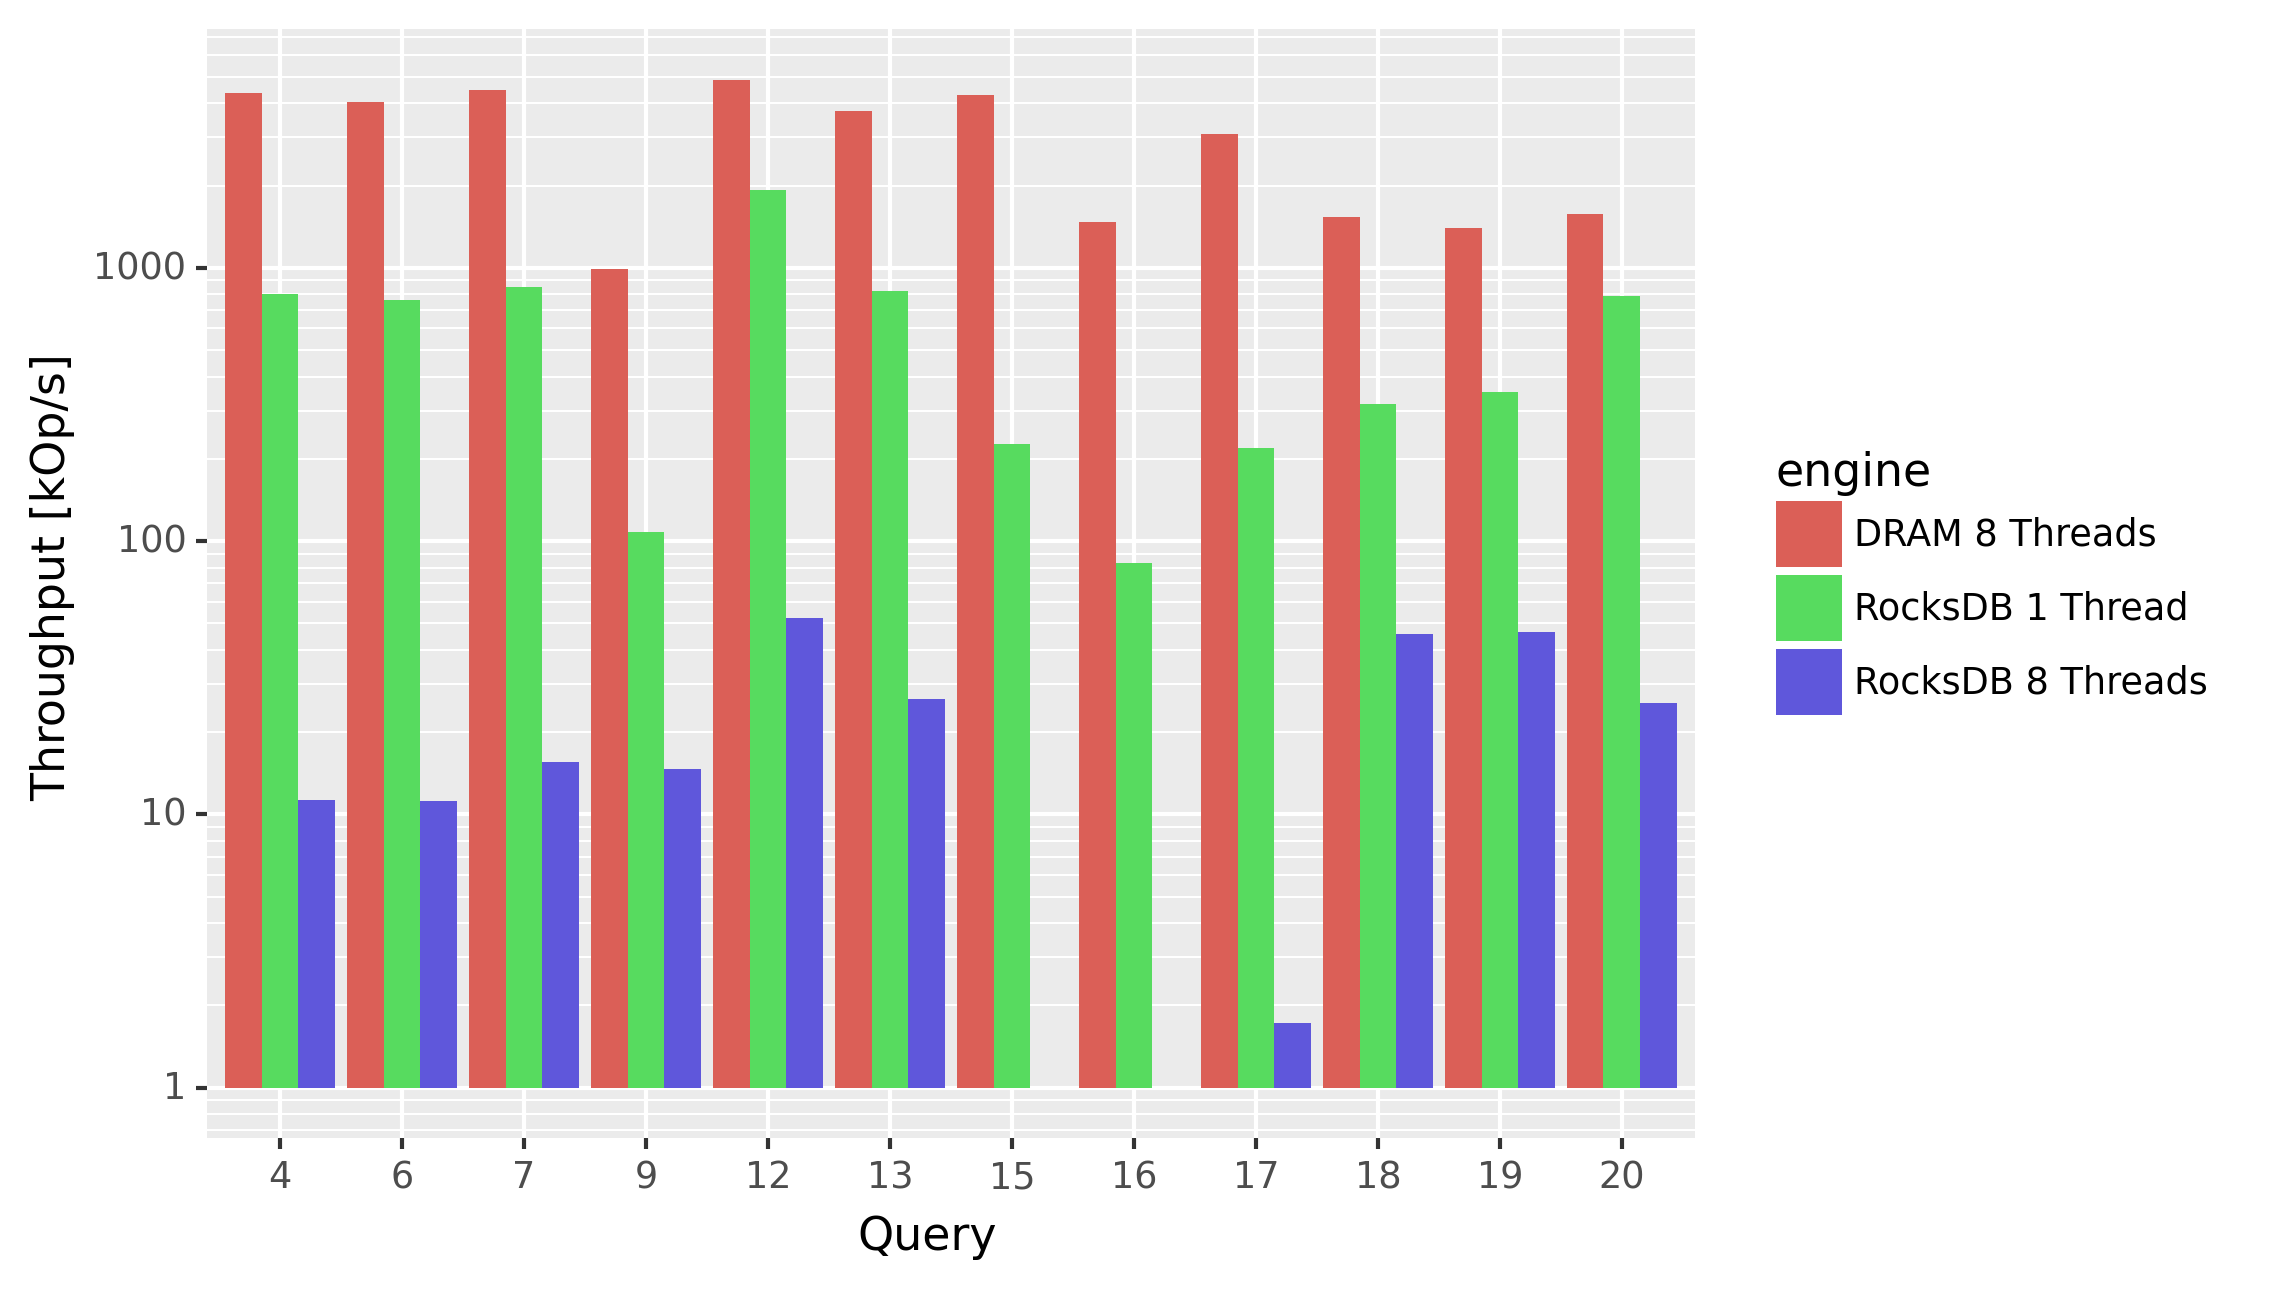 Throughput [kOp/s]
1000
100
10
1
4 6 7 9 12 13 15 16 17 18 19 20
Query
engine
DRAM 8 Threads
RocksDB 1 Thread
RocksDB 8 Threads